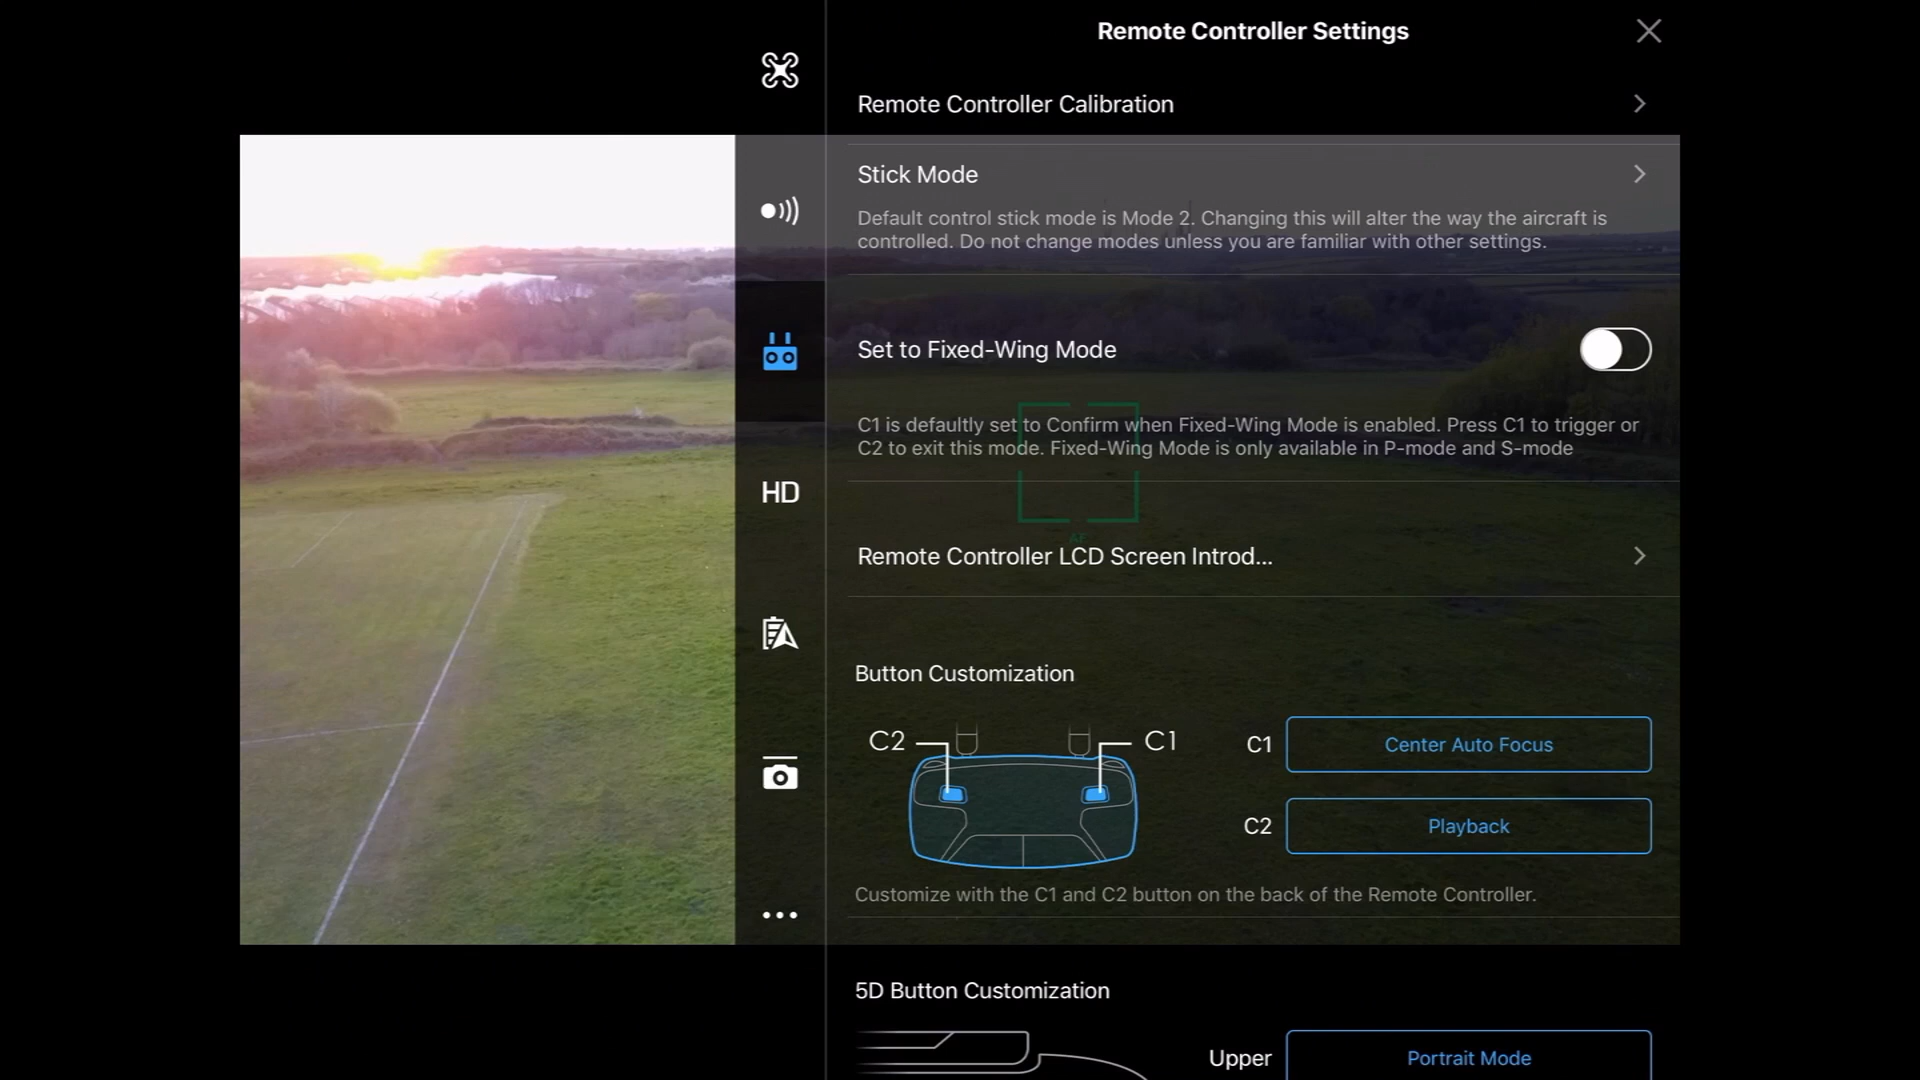 Remote Controller Settings
Remote Controller Calibration
Stick Mode
Default control stick mode is Mode 2. Changing this will alter the way the aircraft is
controlled. Do not change modes unless you are familiar with other settings.
Set to Fixed-Wing Mode
C1 is defaultly set to Confirm when Fixed-Wing Mode is enabled. Press C1 to trigger or
C2 to exit this mode. Fixed-Wing Mode is only available in P-mode and S-mode
HD
AF
Remote Controller LCD Screen Introd...
Button Customization
C2
C1
C1
Center Auto Focus
C2
Playback
Customize with the C1 and C2 button on the back of the Remote Controller.
5D Button Customization
Upper
Portrait Mode